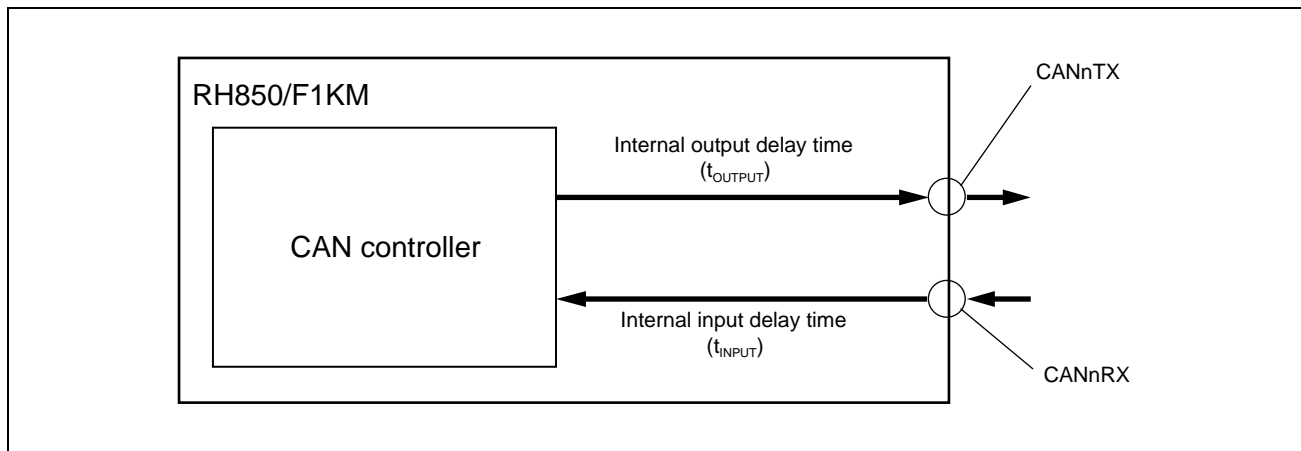 CANnTX
RH850/F1KM
Internal output delay time
(tOUTPUT)
CAN controller
Internal input delay time
(tINPUT)
CANnRX